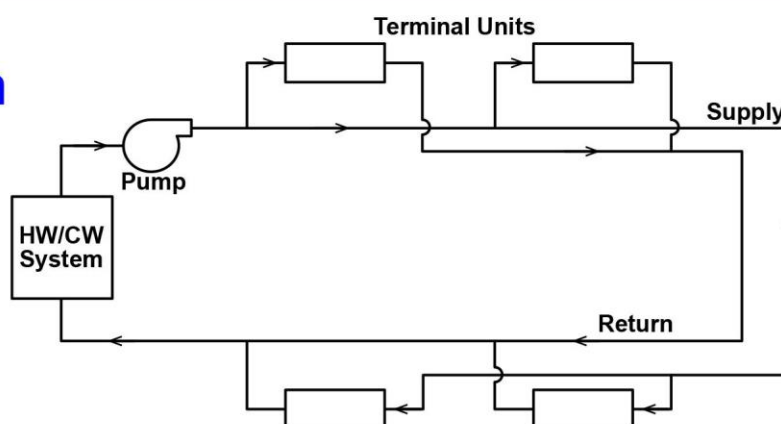 Terminal Units
Supply
Pump
HW/CW
System
Return